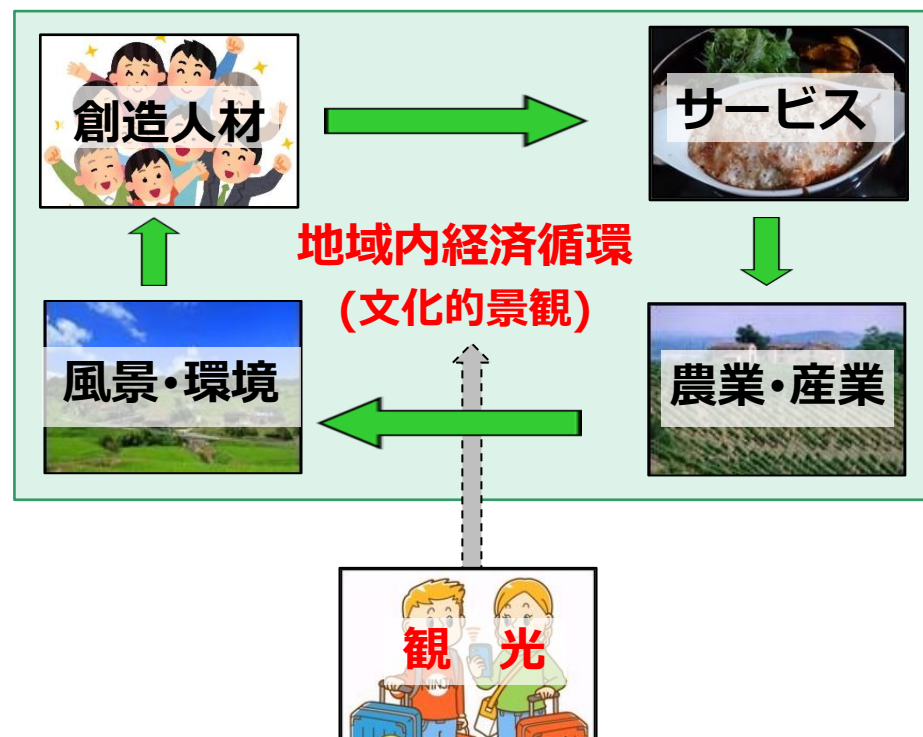 創造人材
サービス
地域内経済循環
(文化的景観)
風景・環境
農業・産業
観 光
NINJA